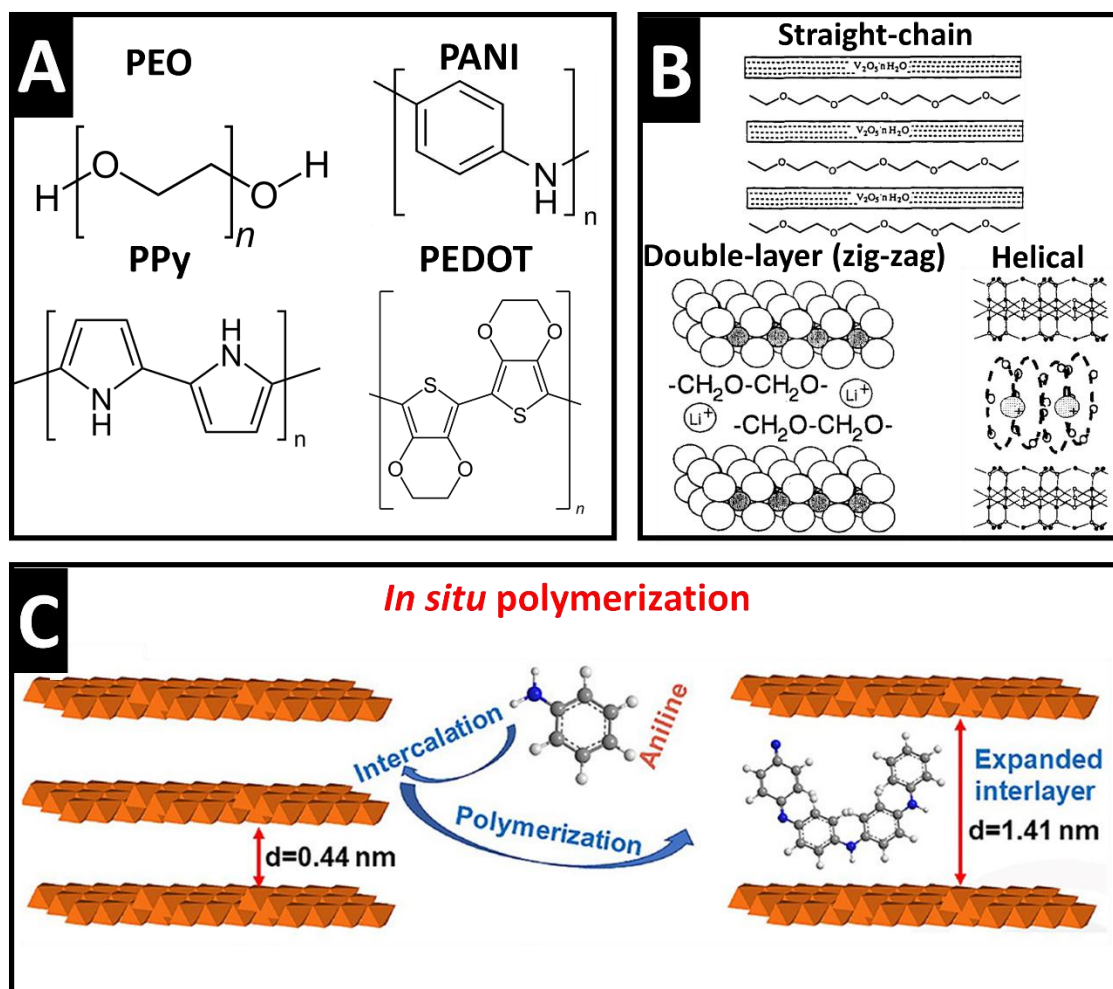 A
PEO
H
O
O
H
n
PANI
N
H
n
PPy
N
H
H
N
n
PEDOT
O
O
S
S
O
O
n
B
Straight-chain
V₂O₅·nH₂O
O O O O O
V₂O₅·nH₂O
O O O O O
V₂O₅·nH₂O
O O O O O
Double-layer (zig-zag)
-CH₂O-CH₂O-
Li⁺
Li⁺
-CH₂O-CH₂O-
Helical
+ +
C
In situ polymerization
Intercalation
Aniline
Polymerization
d=0.44 nm
Expanded
interlayer
d=1.41 nm